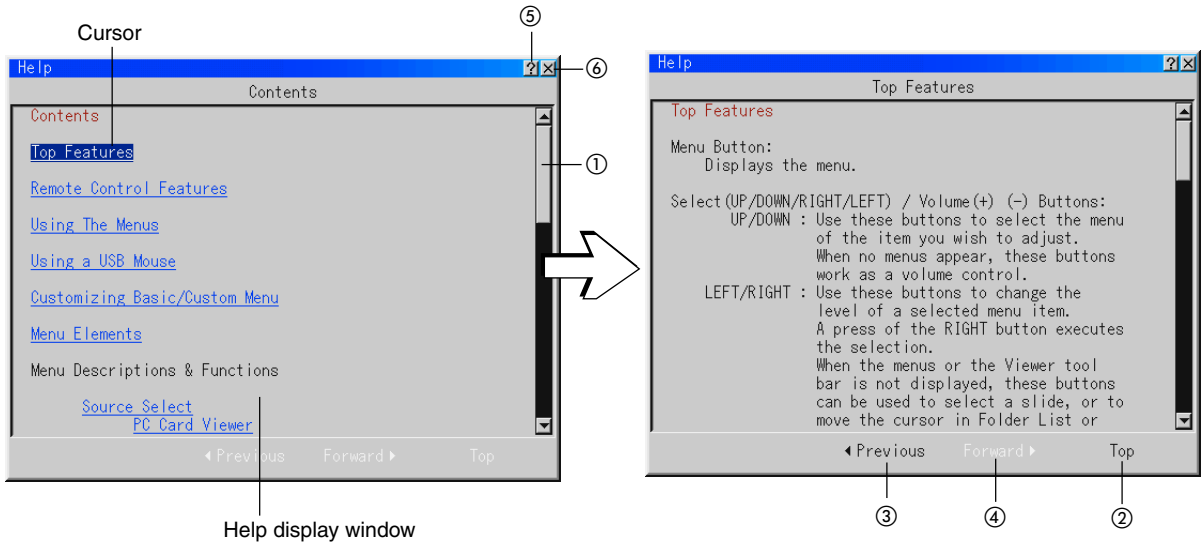 Cursor
⑤
⑥
Help
? ×
Contents
Contents
Top Features
Remote Control Features
Using The Menus
Using a USB Mouse
Customizing Basic/Custom Menu
Menu Elements
Menu Descriptions & Functions
Source Select
PC Card Viewer
①
Previous Forward Top
Help display window
Help
? ×
Top Features
Top Features
Menu Button:
Displays the menu.
Select(UP/DOWN/RIGHT/LEFT) / Volume(+) (-) Buttons:
UP/DOWN : Use these buttons to select the menu
of the item you wish to adjust.
When no menus appear, these buttons
work as a volume control.
LEFT/RIGHT : Use these buttons to change the
level of a selected menu item.
A press of the RIGHT button executes
the selection.
When the menus or the Viewer tool
bar is not displayed, these buttons
can be used to select a slide, or to
move the cursor in Folder List or
Previous Forward Top
③ ④ ②